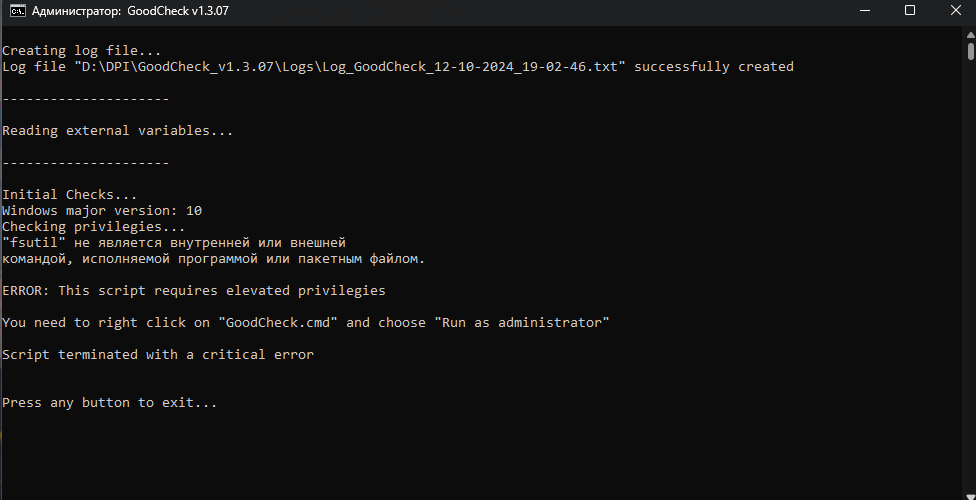 Администратор: GoodCheck v1.3.07
Creating log file...
Log file "D:\DPI\GoodCheck_v1.3.07\Logs\Log_GoodCheck_12-10-2024_19-02-46.txt" successfully created
---------------------
Reading external variables...
---------------------
Initial Checks...
Windows major version: 10
Checking privilegies...
"fsutil" не является внутренней или внешней
командой, исполняемой программой или пакетным файлом.
ERROR: This script requires elevated privilegies
You need to right click on "GoodCheck.cmd" and choose "Run as administrator"
Script terminated with a critical error
Press any button to exit...